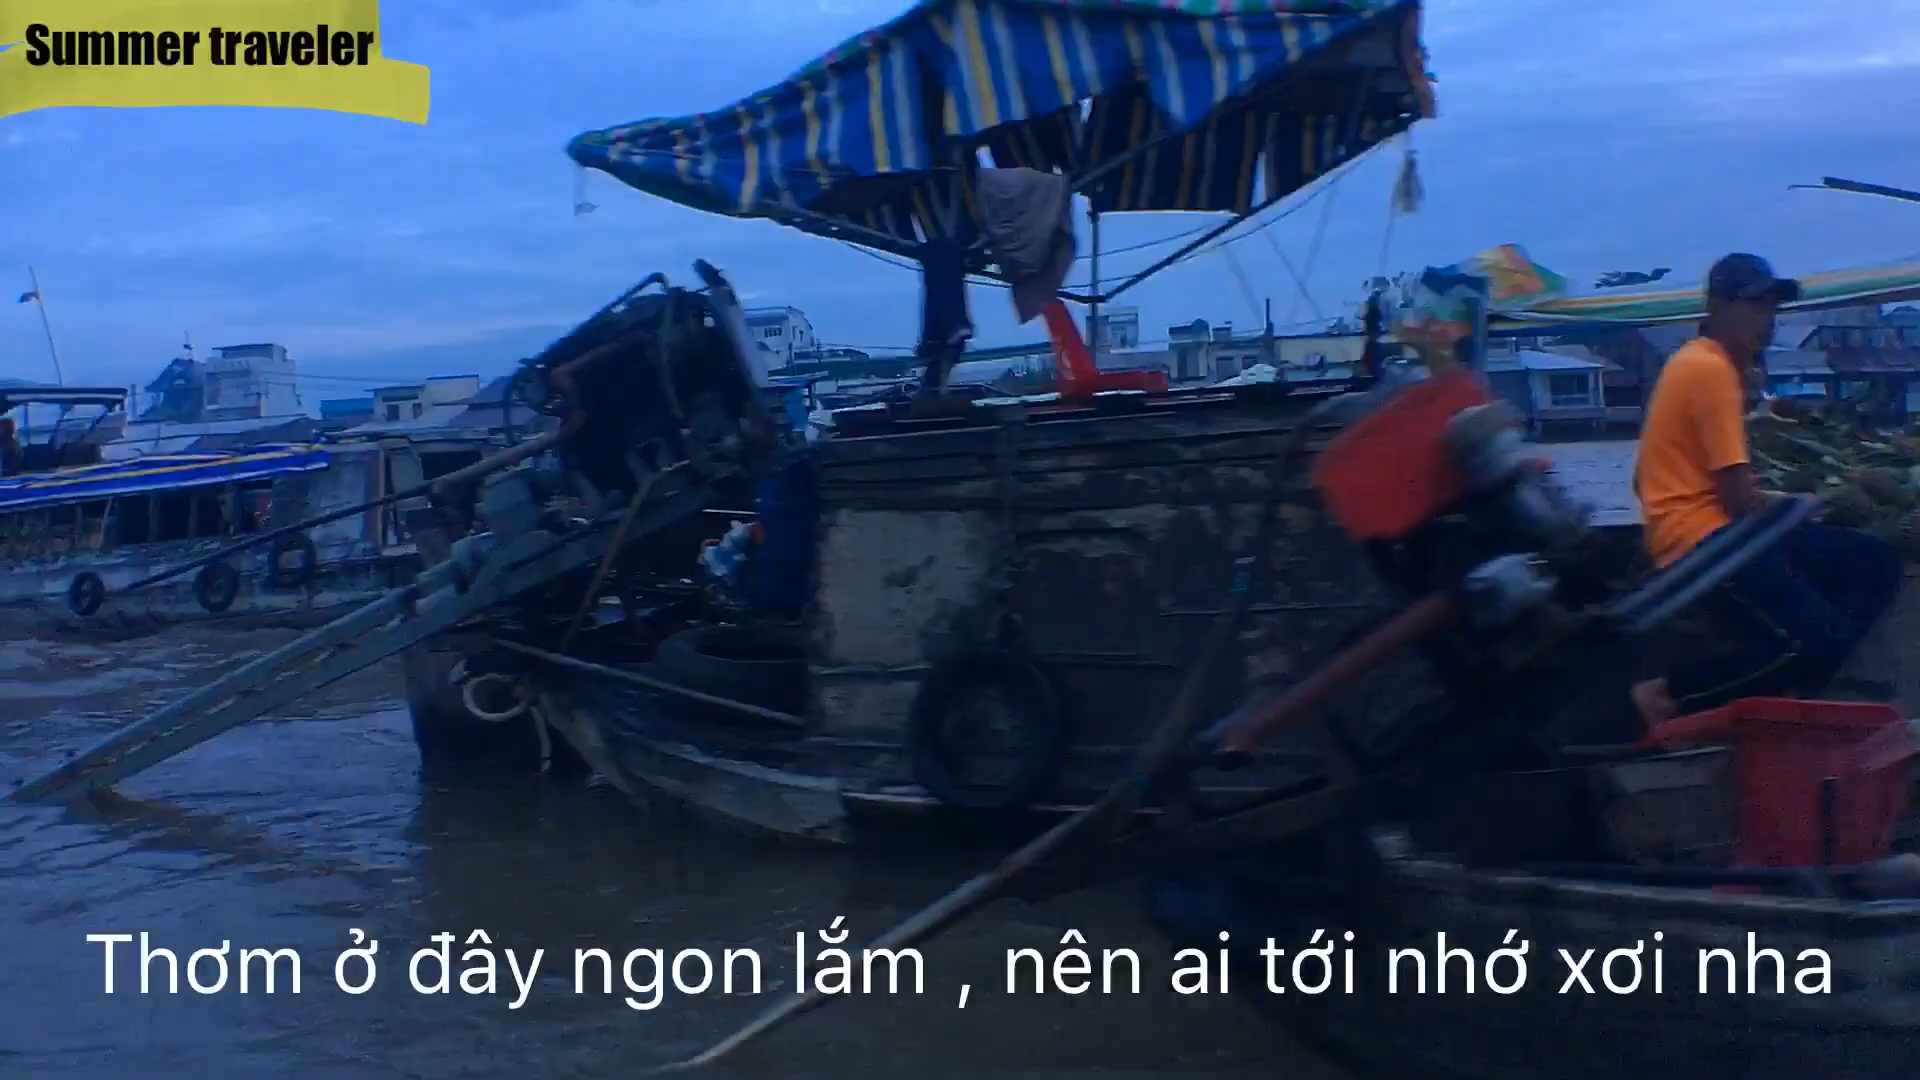 Summer traveler
Thơm ở đây ngon lắm , nên ai tới nhớ xơi nha